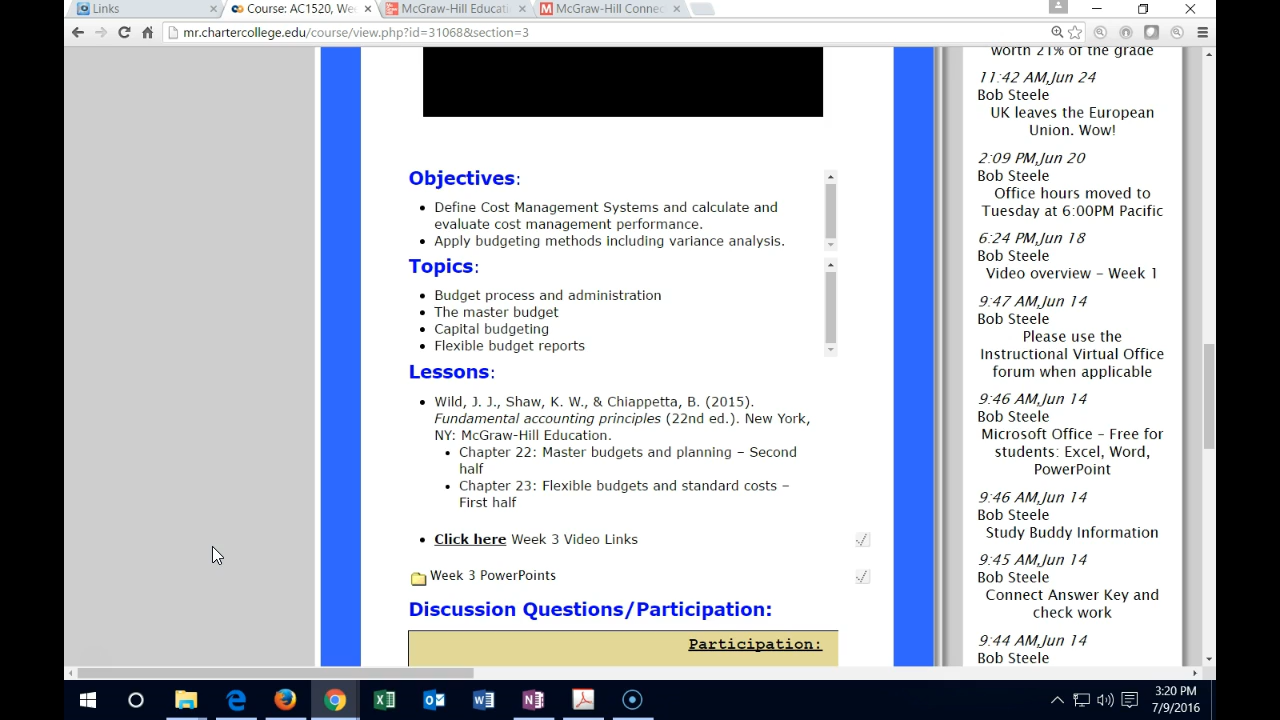 Links
Course: AC1520, We
McGraw-Hill Educati
McGraw-Hill Connec
mr.chartercollege.edu/course/view.php?id=31068&section=3
Objectives:
Define Cost Management Systems and calculate and
evaluate cost management performance.
Apply budgeting methods including variance analysis.
Topics:
Budget process and administration
The master budget
Capital budgeting
Flexible budget reports
Lessons:
Wild, J. J., Shaw, K. W., & Chiappetta, B. (2015).
Fundamental accounting principles (22nd ed.). New York,
NY: McGraw-Hill Education.
Chapter 22: Master budgets and planning – Second
half
Chapter 23: Flexible budgets and standard costs –
First half
Click here Week 3 Video Links
Week 3 PowerPoints
Discussion Questions/Participation:
Participation:
worth 21% of the grade
11:42 AM,Jun 24
Bob Steele
UK leaves the European
Union. Wow!
2:09 PM,Jun 20
Bob Steele
Office hours moved to
Tuesday at 6:00PM Pacific
6:24 PM,Jun 18
Bob Steele
Video overview – Week 1
9:47 AM,Jun 14
Bob Steele
Please use the
Instructional Virtual Office
forum when applicable
9:46 AM,Jun 14
Bob Steele
Microsoft Office – Free for
students: Excel, Word,
PowerPoint
9:46 AM,Jun 14
Bob Steele
Study Buddy Information
9:45 AM,Jun 14
Bob Steele
Connect Answer Key and
check work
9:44 AM,Jun 14
Bob Steele
3:20 PM
7/9/2016